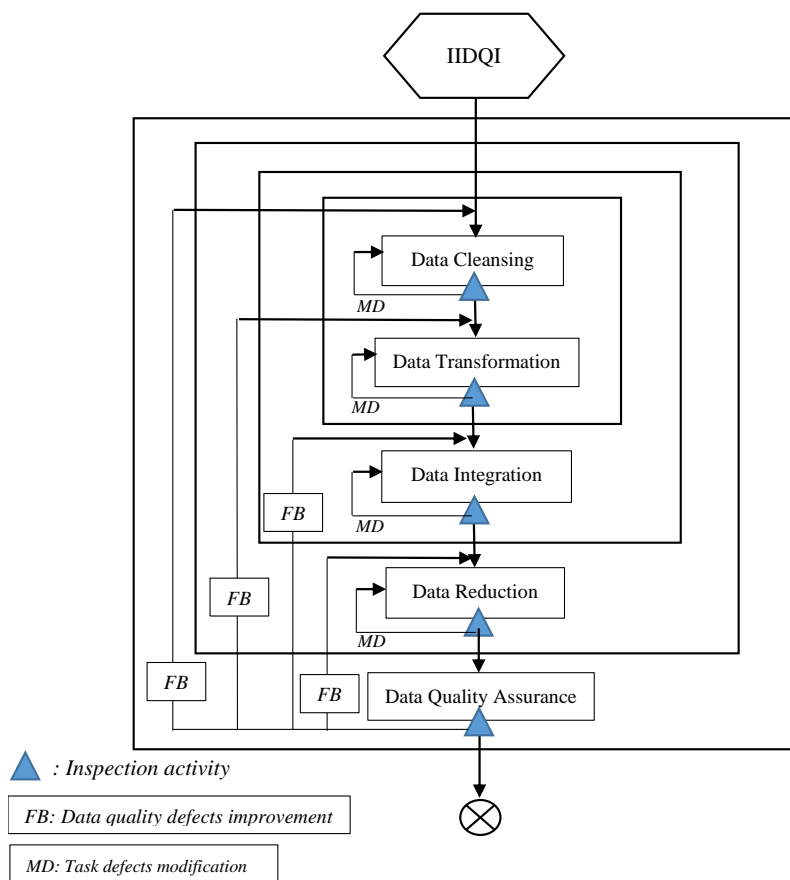 IIDQI
Data Cleansing
MD
Data Transformation
MD
Data Integration
FB
MD
Data Reduction
FB
MD
FB
FB
Data Quality Assurance
: Inspection activity
FB: Data quality defects improvement
MD: Task defects modification